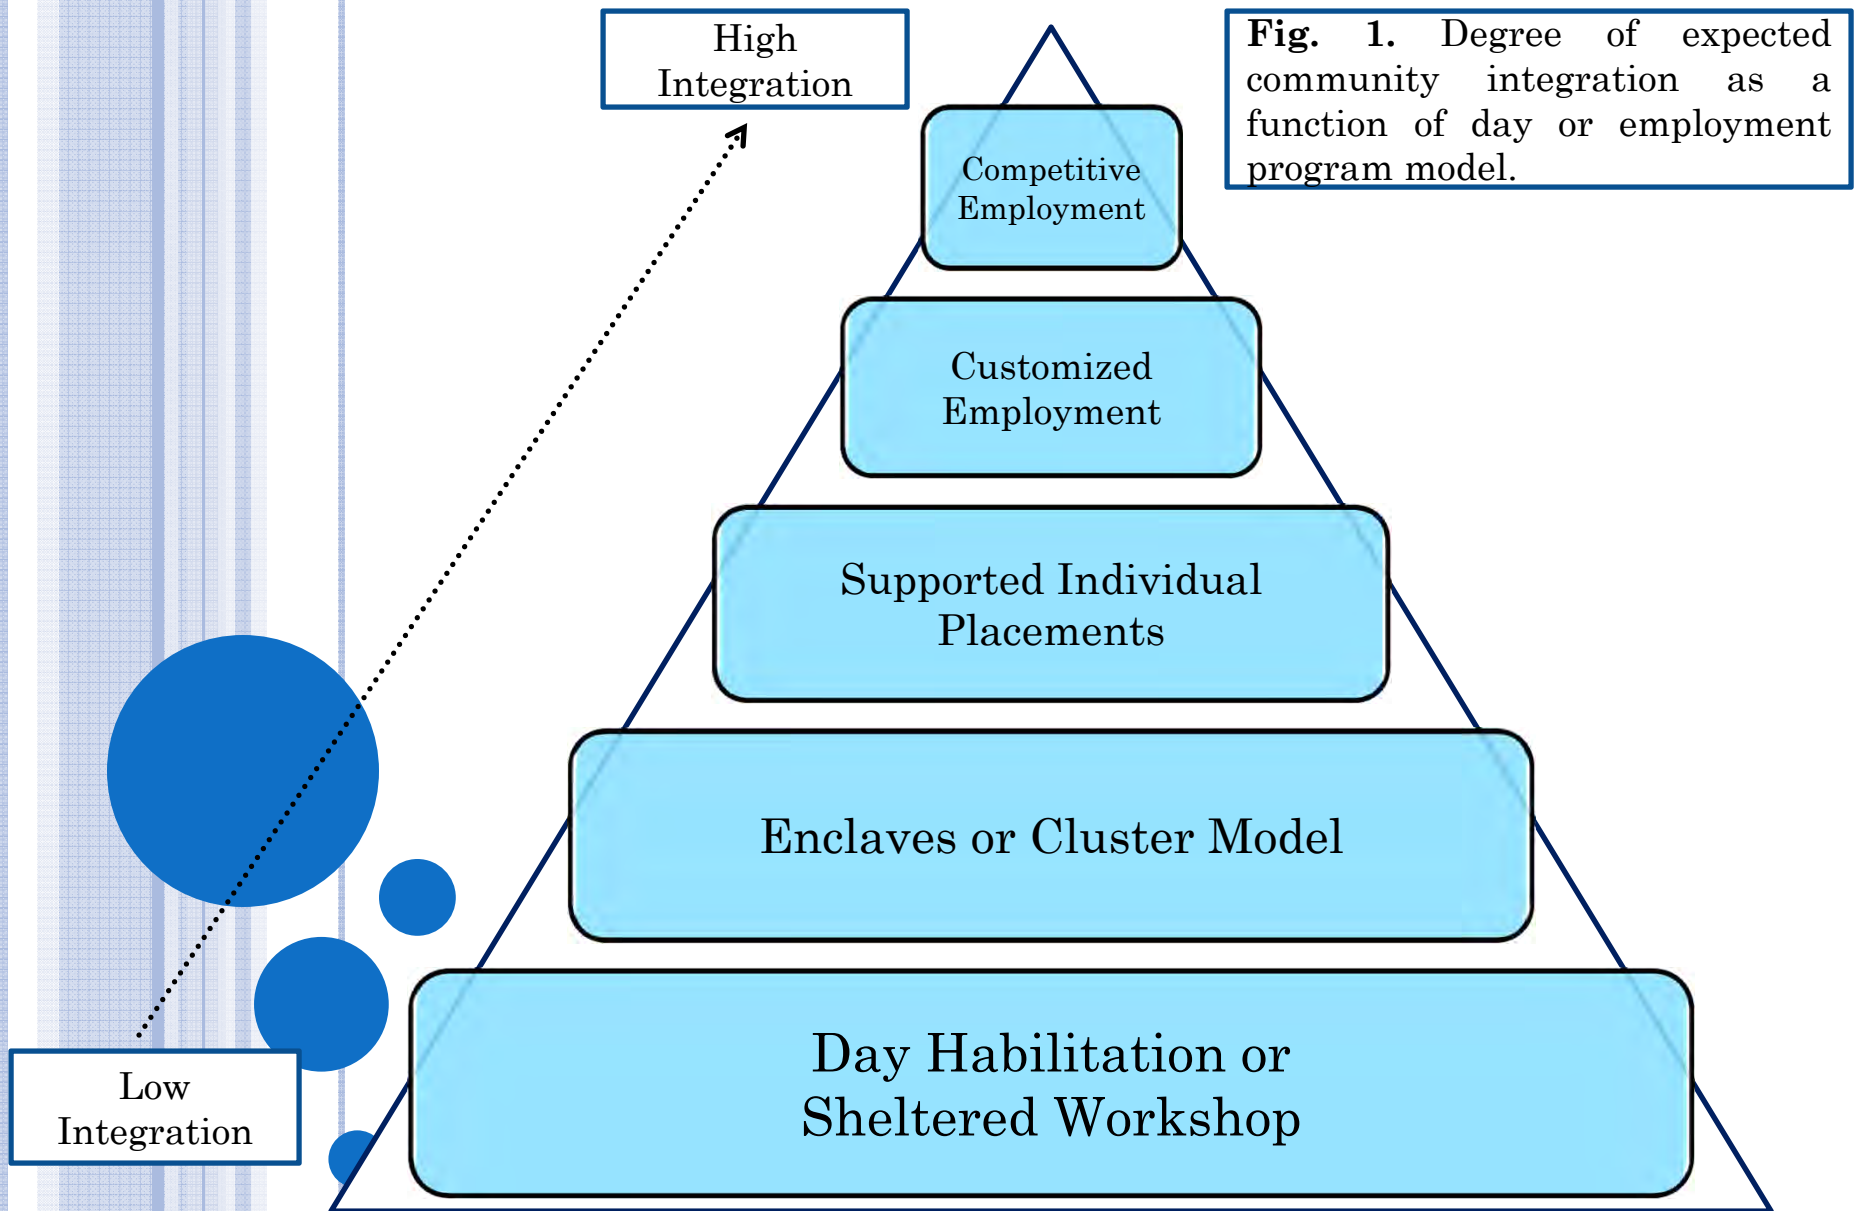 High
Integration
Fig. 1. Degree of expected
community integration as a
function of day or employment
program model.
Competitive
Employment
Customized
Employment
Supported Individual
Placements
Enclaves or Cluster Model
Day Habilitation or
Sheltered Workshop
Low
Integration